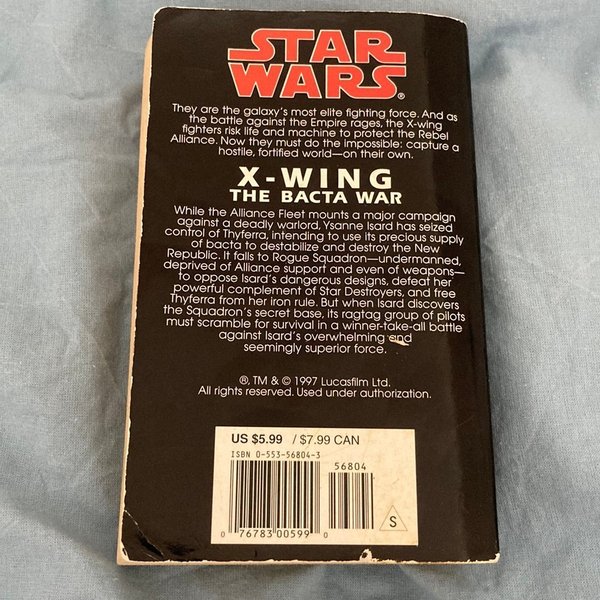 STAR
WARS®
They are the galaxy's most elite fighting force. And as
the battle against the Empire rages, the X-wing
fighters risk life and machine to protect the Rebel
Alliance. Now they must do the impossible: capture a
hostile, fortified world—on their own.
X-WING
THE BACTA WAR
While the Alliance Fleet mounts a major campaign
against a deadly warlord, Ysanne Isard has seized
control of Thyferra, intending to use its precious supply
of bacta to destabilize and destroy the New
Republic. It falls to Rogue Squadron—undermanned,
deprived of Alliance support and even of weapons—
to oppose Isard's dangerous designs, defeat her
powerful complement of Star Destroyers, and free
Thyferra from her iron rule. But when Isard discovers
the Squadron's secret base, its ragtag group of pilots
must scramble for survival in a winner-take-all battle
against Isard's overwhelming and
seemingly superior force.
®, TM & © 1997 Lucasfilm Ltd.
All rights reserved. Used under authorization.
US $5.99 / $7.99 CAN
ISBN 0-553-56804-3
56804
0 76783 00599 0
S